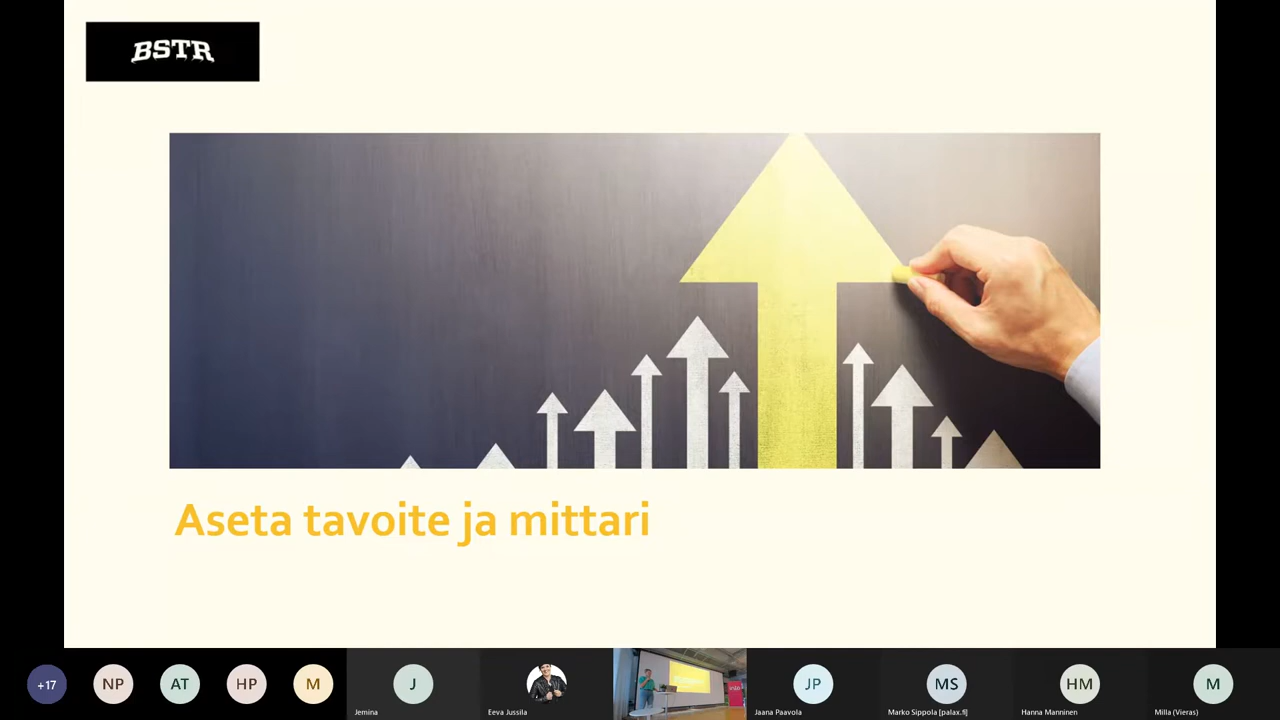 BSTR
Aseta tavoite ja mittari
+17
NP
AT
HP
M
J
JP
MS
HM
M
Jemina
Eeva Jussila
Jaana Paavola
Marko Sippola [palax.fi]
Hanna Manninen
Milla (Vieras)